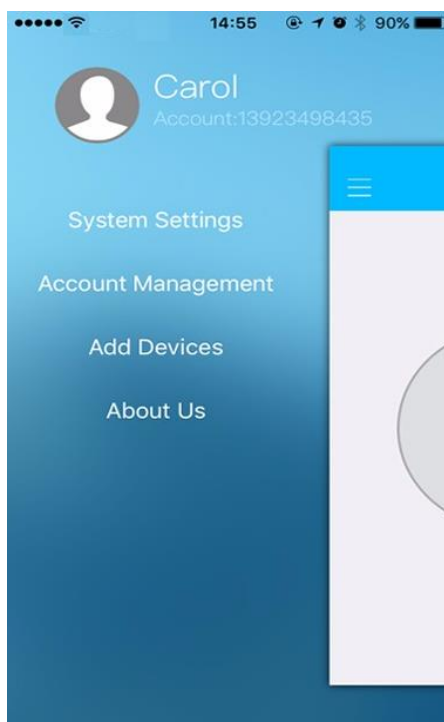 14:55 90%
Carol
Account:13923498435
System Settings
Account Management
Add Devices
About Us